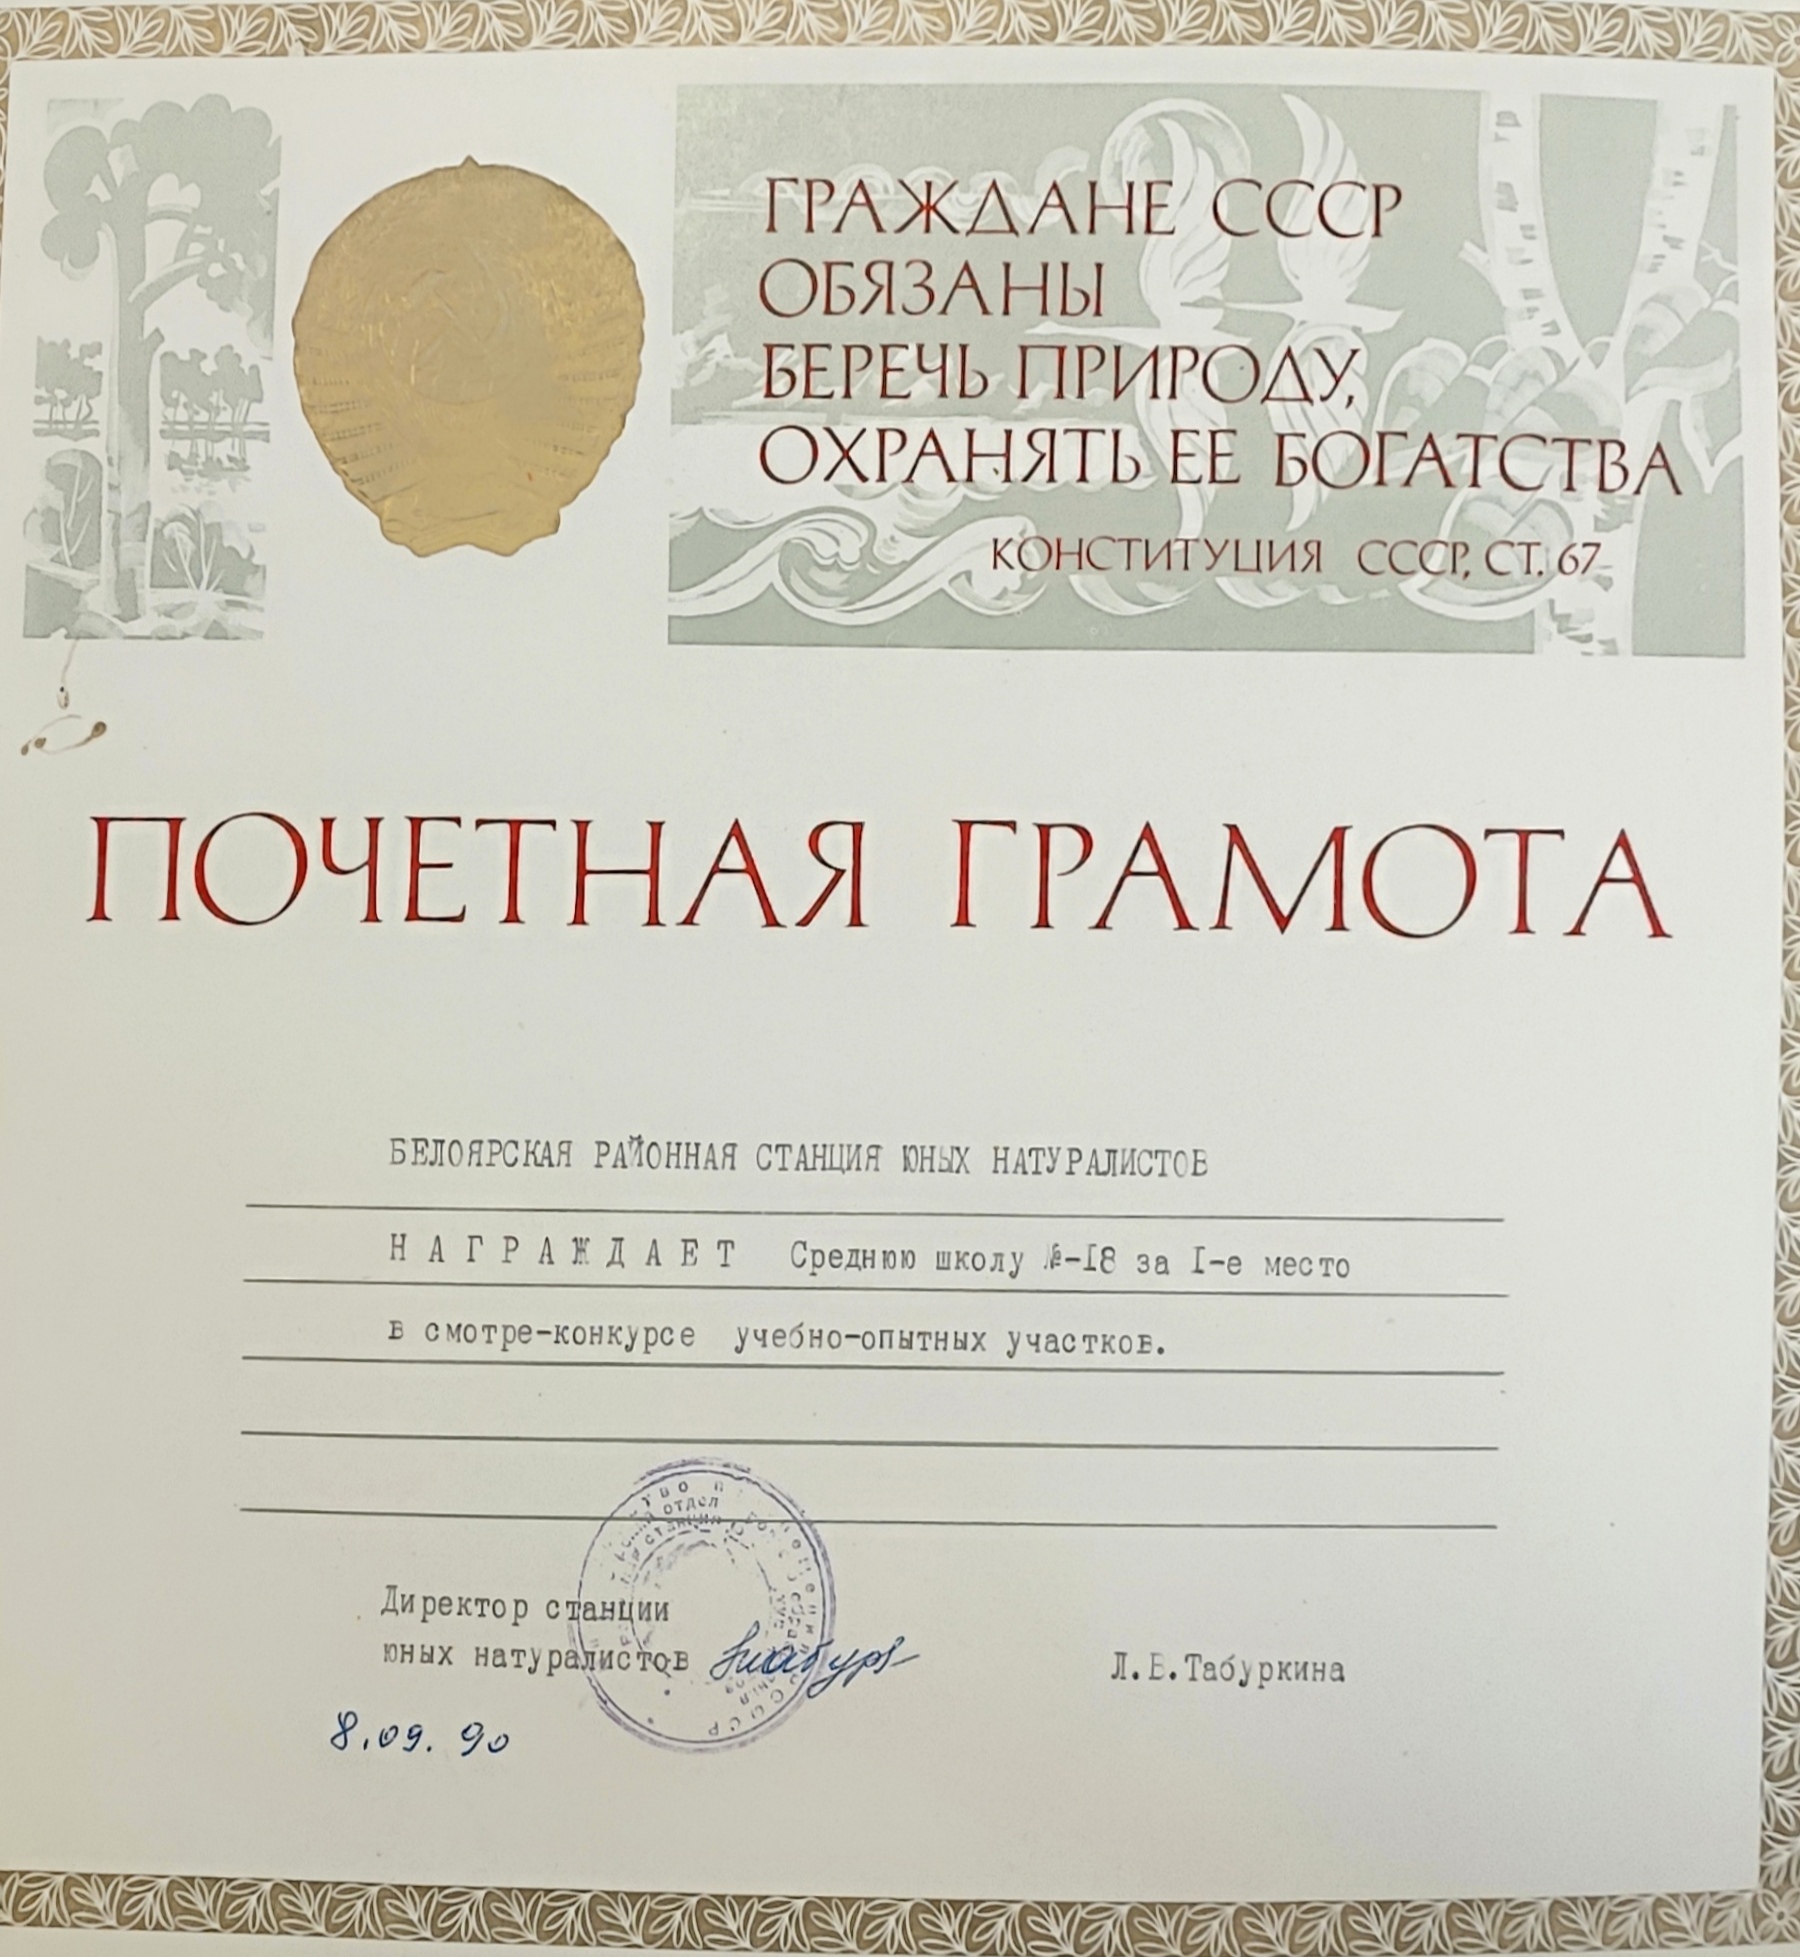 ГРАЖДАНЕ СССР
ОБЯЗАНЫ
БЕРЕЧЬ ПРИРОДУ,
ОХРАНЯТЬ ЕЕ БОГАТСТВА
КОНСТИТУЦИЯ СССР, СТ. 67
ПОЧЕТНАЯ ГРАМОТА
БЕЛОЯРСКАЯ РАЙОННАЯ СТАНЦИЯ ЮНЫХ НАТУРАЛИСТОВ
НАГРАЖДАЕТ Среднюю школу №-I8 за I-е место
в смотре-конкурсе учебно-опытных участков.
отдел
Директор станции
юных натуралистов
Л.В.Табуркина
8.09.90